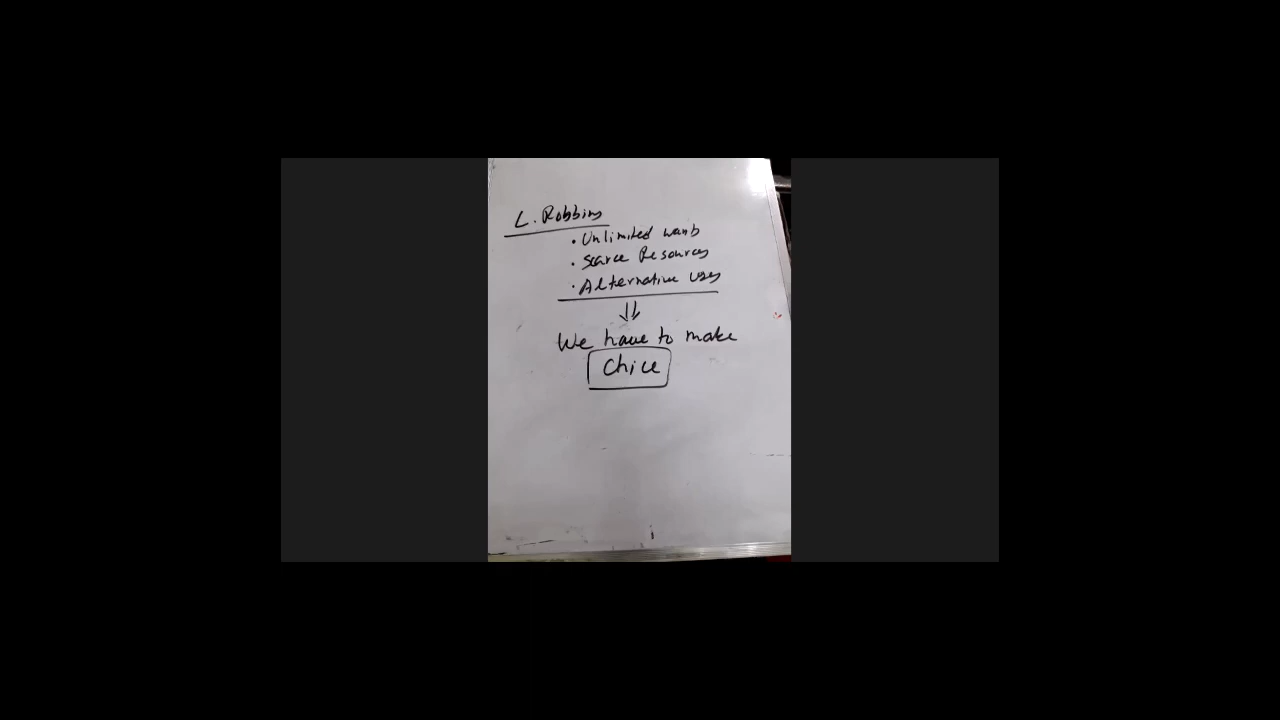 L. Robbins
• Unlimited wants
• Scarce Resources
• Alternative uses
⇓
We have to make
Chice